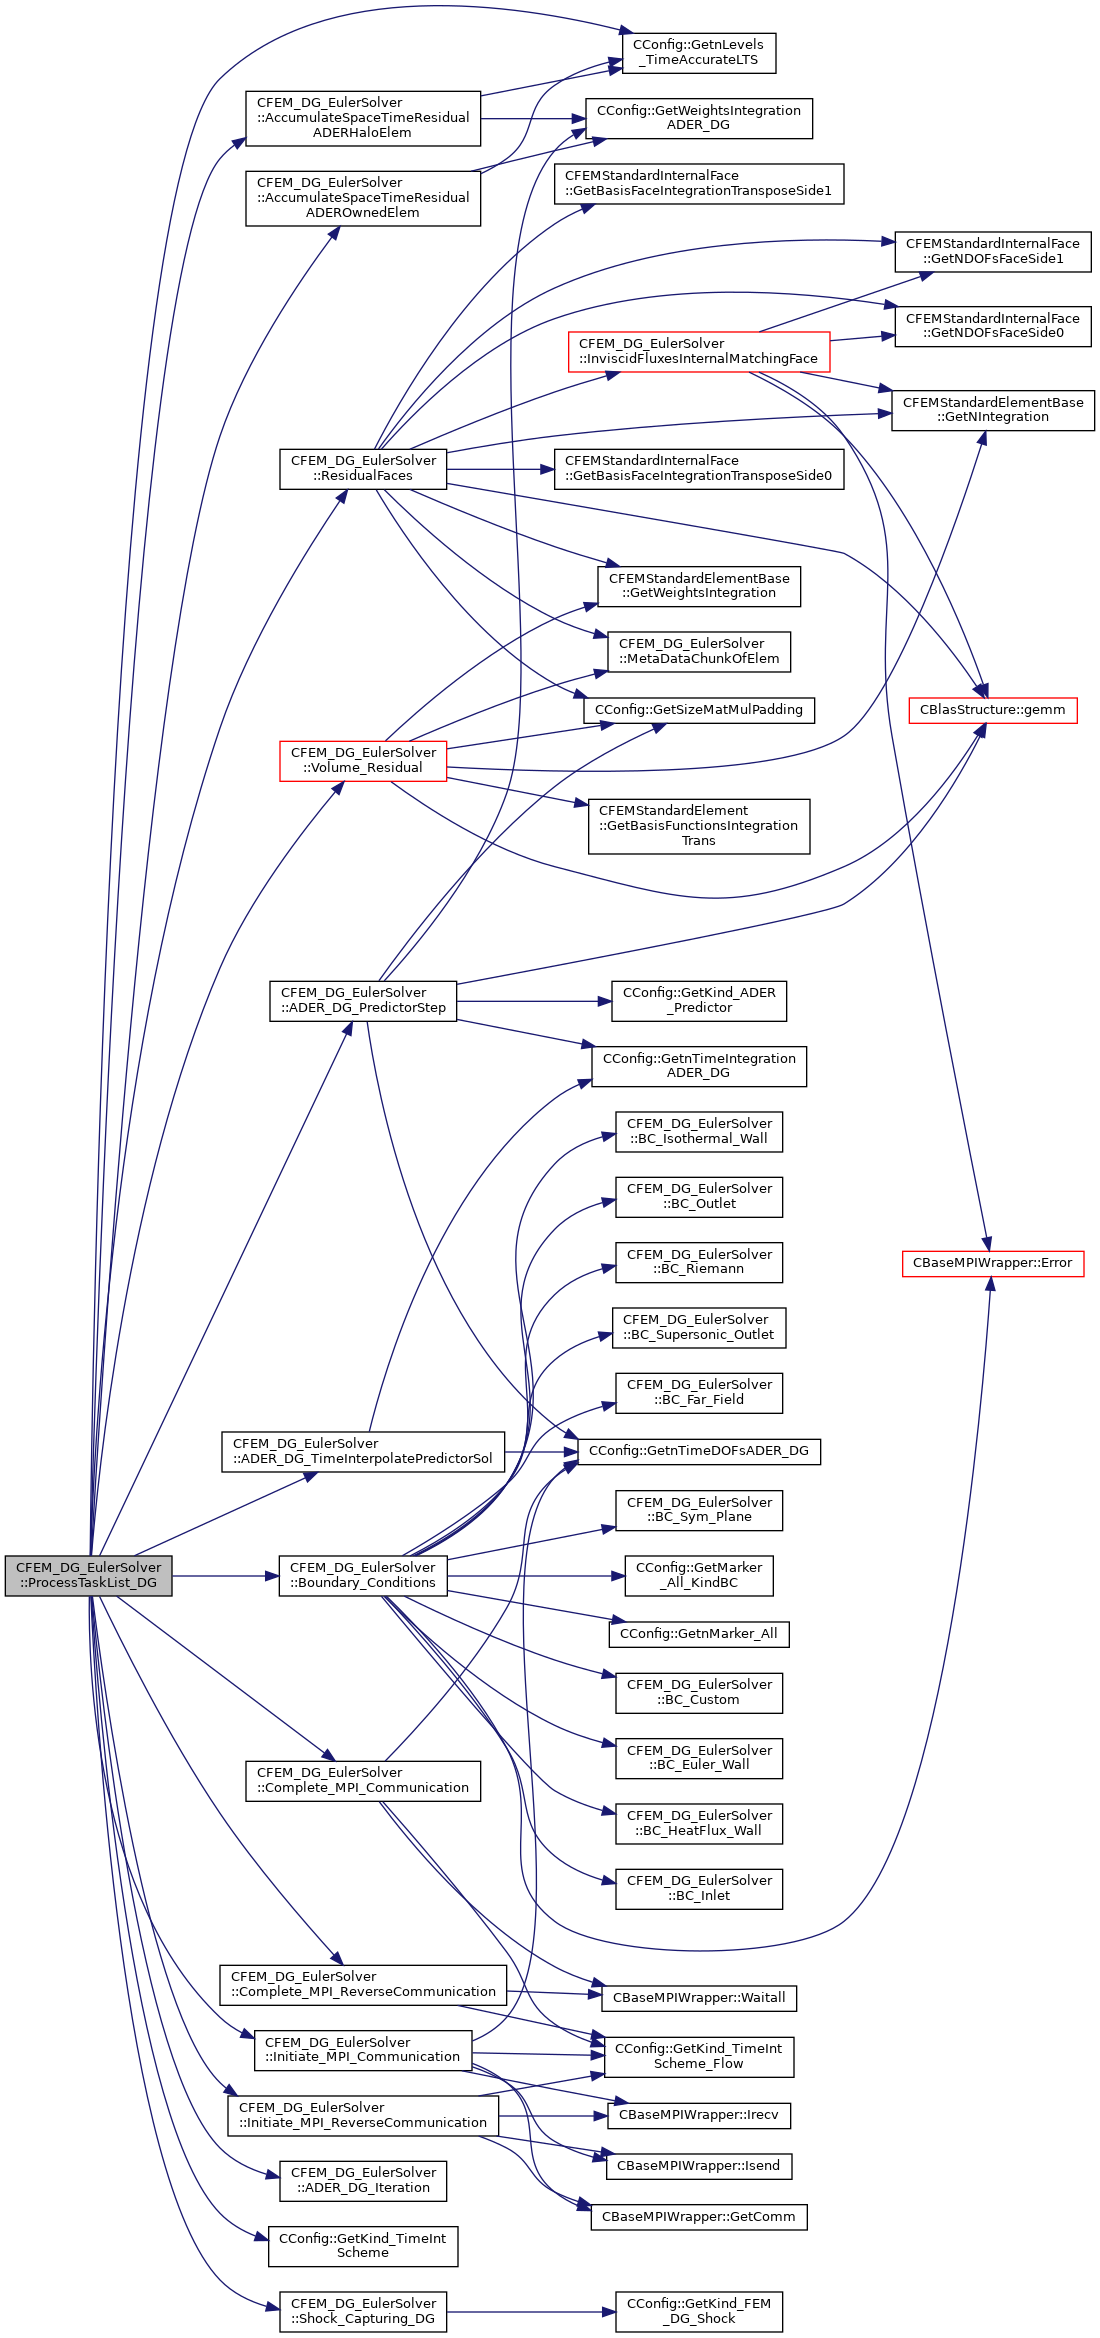 CConfig::GetnLevels
_TimeAccurateLTS
CFEM_DG_EulerSolver
::AccumulateSpaceTimeResidual
ADERHaloElem
CConfig::GetWeightsIntegration
ADER_DG
CFEM_DG_EulerSolver
::AccumulateSpaceTimeResidual
ADEROwnedElem
CFEMStandardInternalFace
::GetBasisFaceIntegrationTransposeSide1
CFEMStandardInternalFace
::GetNDOFsFaceSide1
CFEMStandardInternalFace
::GetNDOFsFaceSide0
CFEM_DG_EulerSolver
::InviscidFluxesInternalMatchingFace
CFEMStandardElementBase
::GetNIntegration
CFEM_DG_EulerSolver
::ResidualFaces
CFEMStandardInternalFace
::GetBasisFaceIntegrationTransposeSide0
CFEMStandardElementBase
::GetWeightsIntegration
CFEM_DG_EulerSolver
::MetaDataChunkOfElem
CConfig::GetSizeMatMulPadding
CBlasStructure::gemm
CFEM_DG_EulerSolver
::Volume_Residual
CFEMStandardElement
::GetBasisFunctionsIntegration
Trans
CFEM_DG_EulerSolver
::ADER_DG_PredictorStep
CConfig::GetKind_ADER
_Predictor
CConfig::GetnTimeIntegration
ADER_DG
CFEM_DG_EulerSolver
::BC_Isothermal_Wall
CFEM_DG_EulerSolver
::BC_Outlet
CFEM_DG_EulerSolver
::BC_Riemann
CBaseMPIWrapper::Error
CFEM_DG_EulerSolver
::BC_Supersonic_Outlet
CFEM_DG_EulerSolver
::BC_Far_Field
CFEM_DG_EulerSolver
::ADER_DG_TimeInterpolatePredictorSol
CConfig::GetnTimeDOFsADER_DG
CFEM_DG_EulerSolver
::BC_Sym_Plane
CFEM_DG_EulerSolver
::ProcessTaskList_DG
CFEM_DG_EulerSolver
::Boundary_Conditions
CConfig::GetMarker
_All_KindBC
CConfig::GetnMarker_All
CFEM_DG_EulerSolver
::BC_Custom
CFEM_DG_EulerSolver
::BC_Euler_Wall
CFEM_DG_EulerSolver
::Complete_MPI_Communication
CFEM_DG_EulerSolver
::BC_HeatFlux_Wall
CFEM_DG_EulerSolver
::BC_Inlet
CFEM_DG_EulerSolver
::Complete_MPI_ReverseCommunication
CBaseMPIWrapper::Waitall
CFEM_DG_EulerSolver
::Initiate_MPI_Communication
CConfig::GetKind_TimeInt
Scheme_Flow
CFEM_DG_EulerSolver
::Initiate_MPI_ReverseCommunication
CBaseMPIWrapper::Irecv
CBaseMPIWrapper::Isend
CFEM_DG_EulerSolver
::ADER_DG_Iteration
CBaseMPIWrapper::GetComm
CConfig::GetKind_TimeInt
Scheme
CFEM_DG_EulerSolver
::Shock_Capturing_DG
CConfig::GetKind_FEM
_DG_Shock